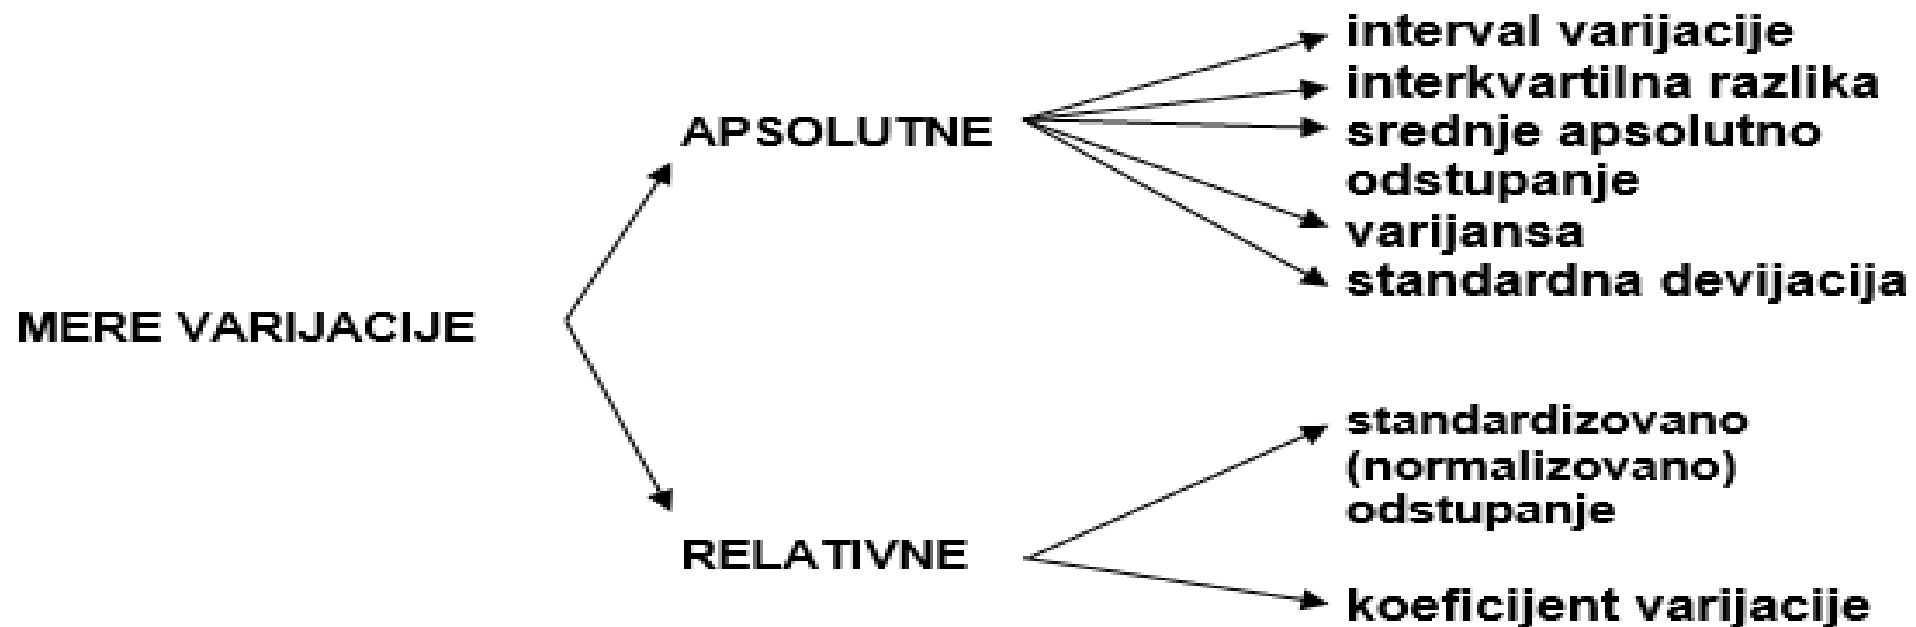 MERE VARIJACIJE
APSOLUTNE
interval varijacije
interkvartilna razlika
srednje apsolutno
odstupanje
varijansa
standardna devijacija
RELATIVNE
standardizovano
(normalizovano)
odstupanje
koeficijent varijacije